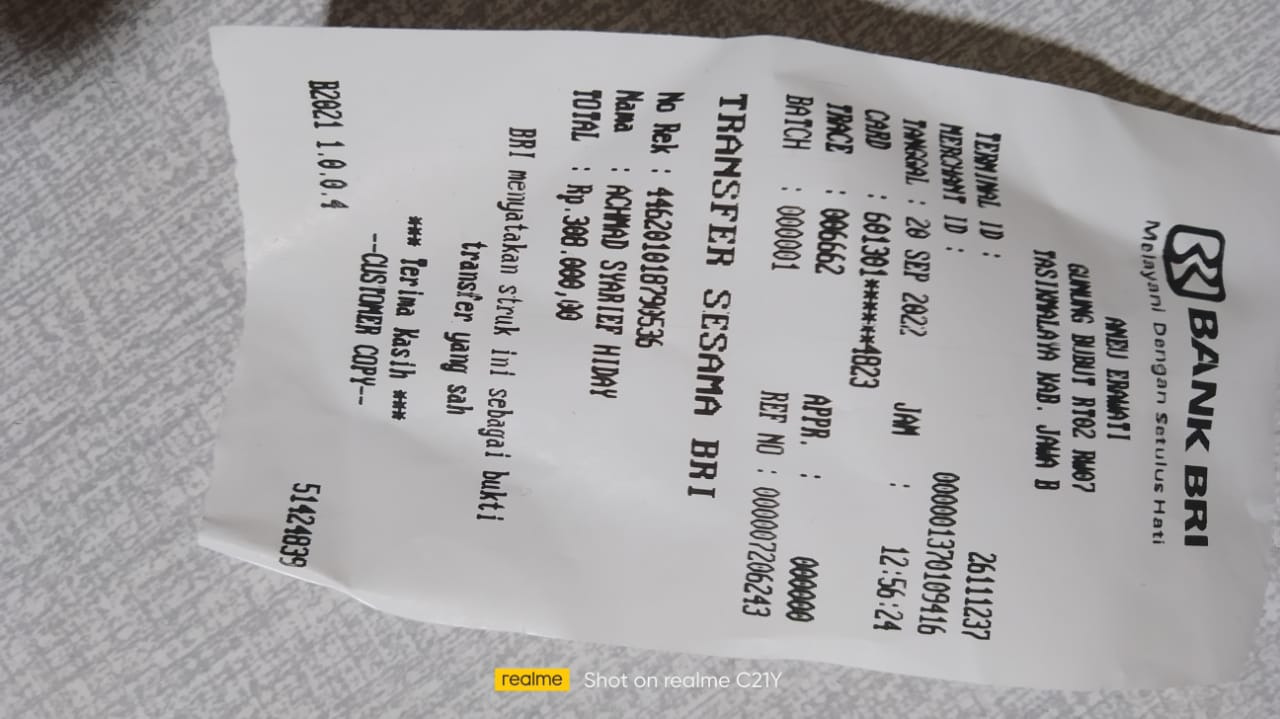 BANK BRI
Melayani Dengan Setulus Hati
ANEU ERAWATI
GUNUNG BUBUT RT02 RW07
TASIKMALAYA KAB. JAWA B
TERMINAL ID : 26111237
MERCHANT ID : 000001370109416
TANGGAL : 20 SEP 2022 JAM : 12:56:24
CARD : 601301******4823
TRACE : 006662 APPR. : 000000
BATCH : 000001 REF NO : 000007206243
TRANSFER SESAMA BRI
No Rek : 446201018790536
Nama : ACHMAD SYARIEF HIDAY
TOTAL : Rp.308.000,00
BRI menyatakan struk ini sebagai bukti
transfer yang sah
*** Terima Kasih ***
--CUSTOMER COPY--
B2021 1.0.0.4 51424839
realme Shot on realme C21Y